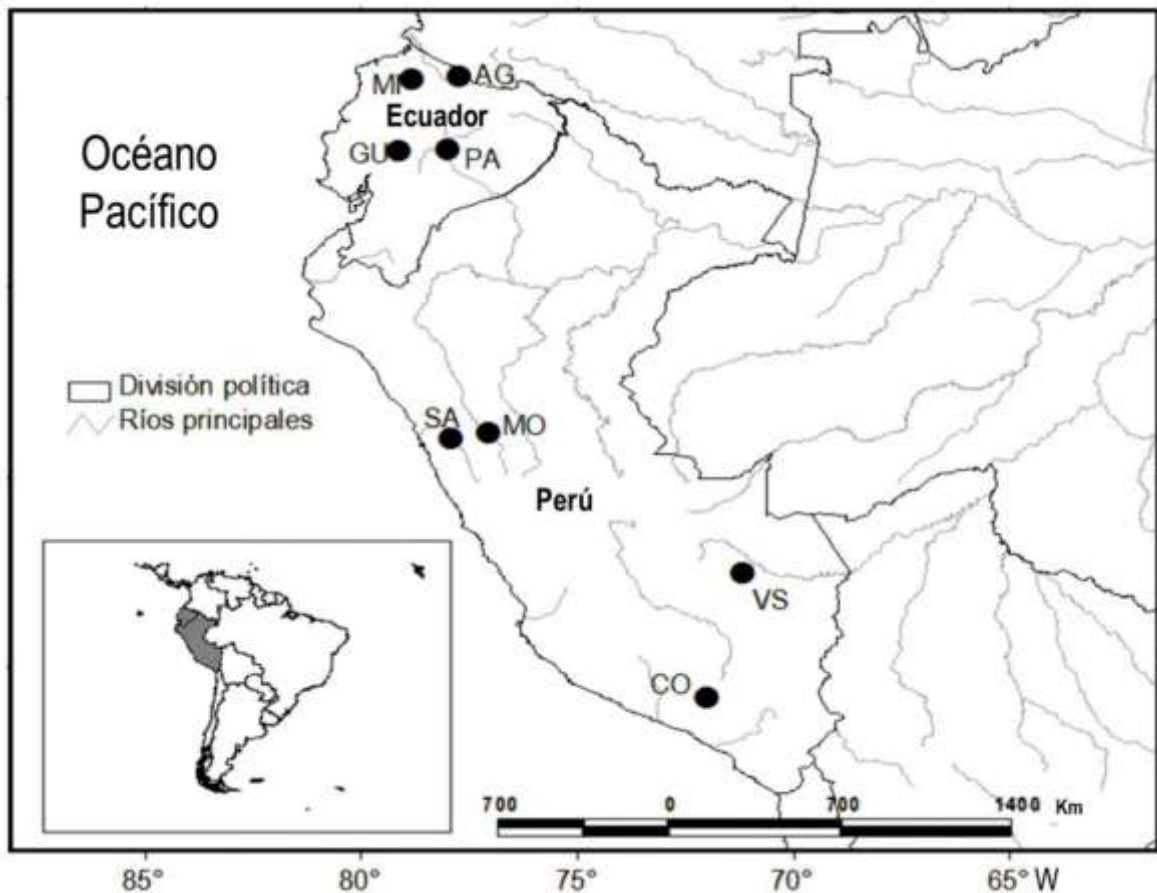 MI
AG
Ecuador
GU
PA
Océano
Pacífico
División política
Ríos principales
SA
MO
Perú
VS
CO
700 0 700 1400 Km
85° 80° 75° 70° 65° W